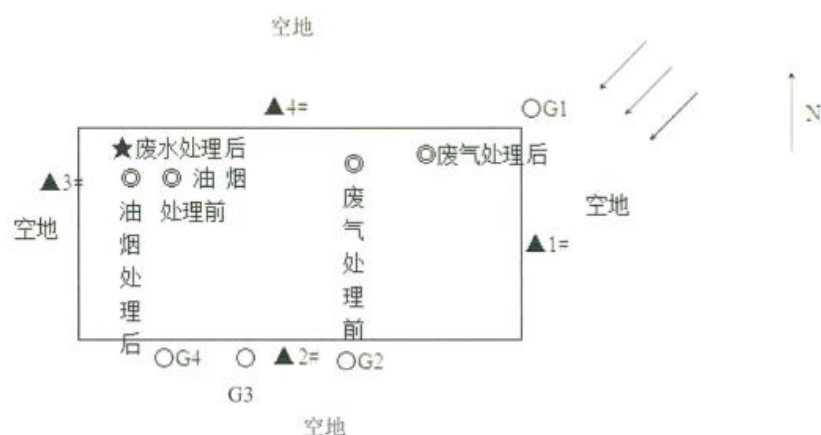 空地
▲4=
○G1
N
★废水处理后
◎废气处理后
▲3=
◎ ◎ 油 烟
处理前
油烟处理后
◎
废气处理前
空地
空地
▲1=
○G4
○
G3
▲2=
○G2
空地